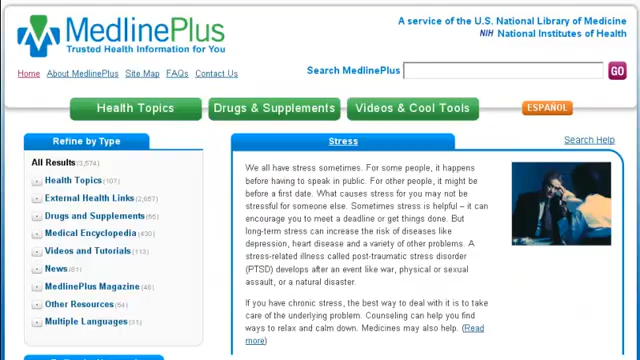 MedlinePlus
Trusted Health Information for You
A service of the U.S. National Library of Medicine
NIH National Institutes of Health
Home About MedlinePlus Site Map FAQs Contact Us
Search MedlinePlus GO
Health Topics Drugs & Supplements Videos & Cool Tools ESPAÑOL
Refine by Type
All Results (3,574)
Health Topics (107)
External Health Links (2,657)
Drugs and Supplements (55)
Medical Encyclopedia (430)
Videos and Tutorials (113)
News (81)
MedlinePlus Magazine (46)
Other Resources (54)
Multiple Languages (31)
Stress
Search Help
We all have stress sometimes. For some people, it happens
before having to speak in public. For other people, it might be
before a first date. What causes stress for you may not be
stressful for someone else. Sometimes stress is helpful – it can
encourage you to meet a deadline or get things done. But
long-term stress can increase the risk of diseases like
depression, heart disease and a variety of other problems. A
stress-related illness called post-traumatic stress disorder
(PTSD) develops after an event like war, physical or sexual
assault, or a natural disaster.
If you have chronic stress, the best way to deal with it is to take
care of the underlying problem. Counseling can help you find
ways to relax and calm down. Medicines may also help. (Read
more)